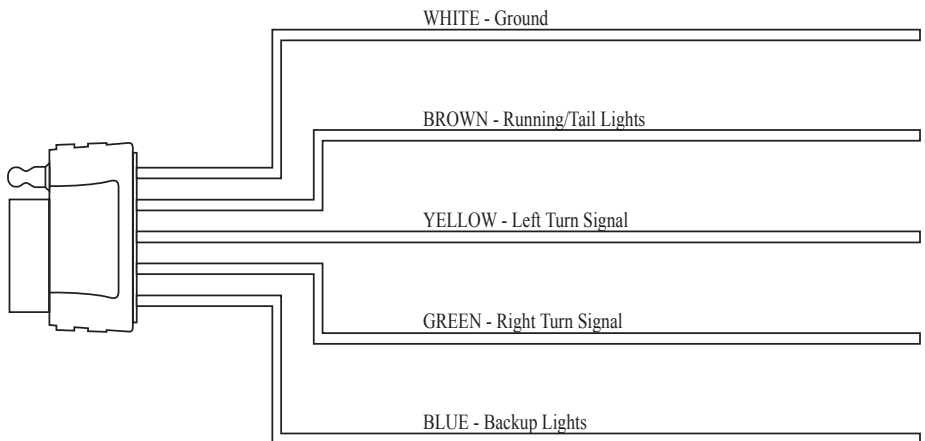 WHITE - Ground
BROWN - Running/Tail Lights
YELLOW - Left Turn Signal
GREEN - Right Turn Signal
BLUE - Backup Lights